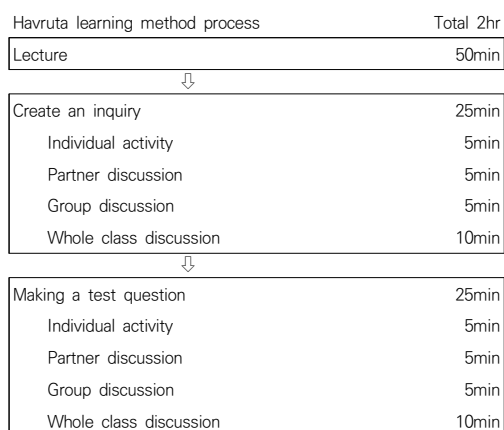 Havruta learning method process Total 2hr
Lecture 50min
⇩
Create an inquiry 25min
Individual activity 5min
Partner discussion 5min
Group discussion 5min
Whole class discussion 10min
⇩
Making a test question 25min
Individual activity 5min
Partner discussion 5min
Group discussion 5min
Whole class discussion 10min